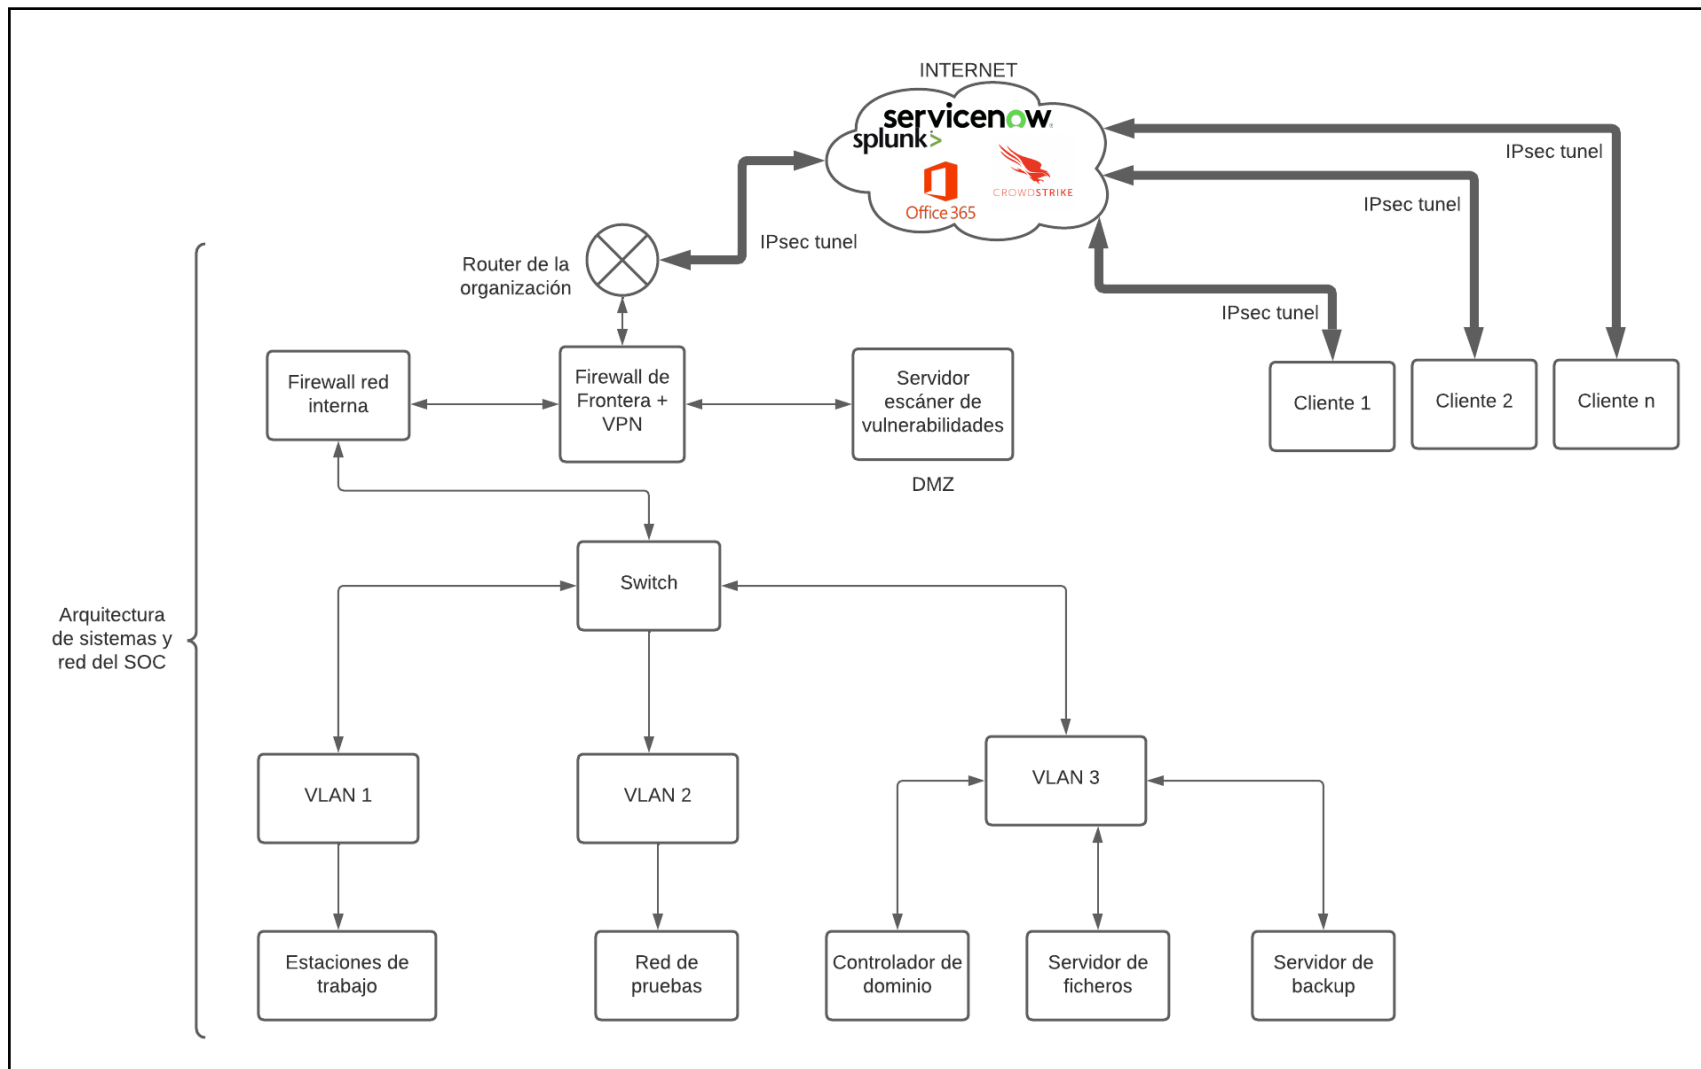 INTERNET
servicenow
splunk>
CROWDSTRIKE
Office 365
IPsec tunel
IPsec tunel
IPsec tunel
IPsec tunel
Router de la
organización
Firewall red
interna
Firewall de
Frontera +
VPN
Servidor
escáner de
vulnerabilidades
DMZ
Cliente 1
Cliente 2
Cliente n
Switch
Arquitectura
de sistemas y
red del SOC
VLAN 1
VLAN 2
VLAN 3
Estaciones de
trabajo
Red de
pruebas
Controlador de
dominio
Servidor de
ficheros
Servidor de
backup